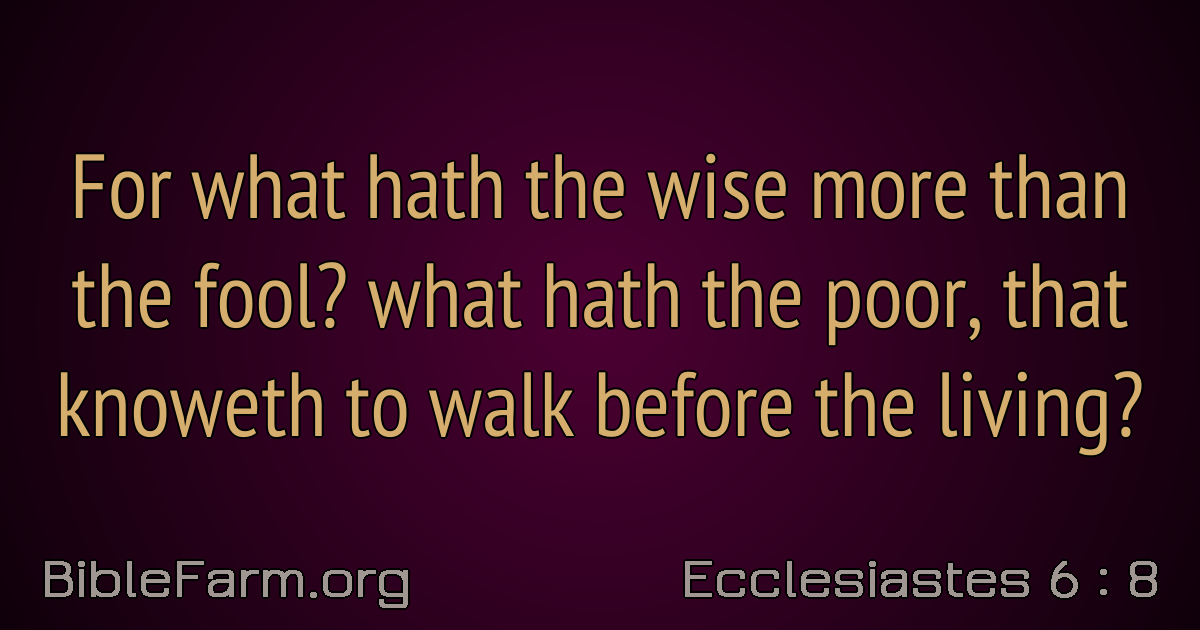 For what hath the wise more than
the fool? what hath the poor, that
knoweth to walk before the living?
BibleFarm.org
Ecclesiastes 6 : 8